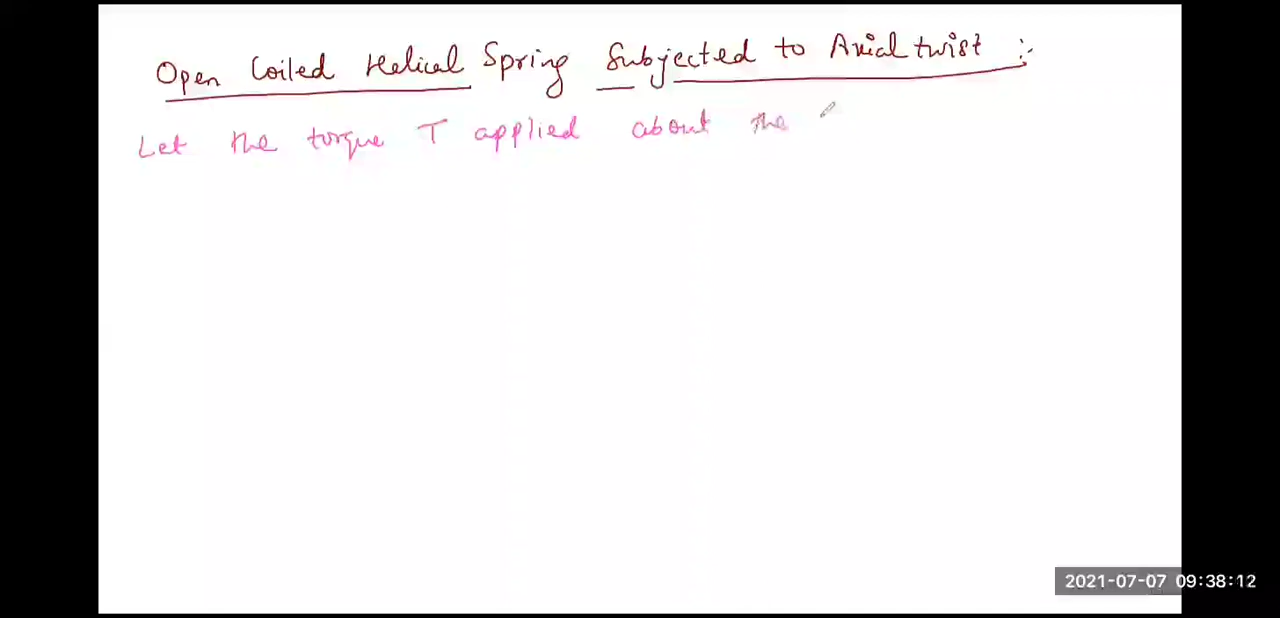 Open Coiled Helical Spring Subjected to Axial twist :
Let the torque T applied about the
2021-07-07 09:38:12